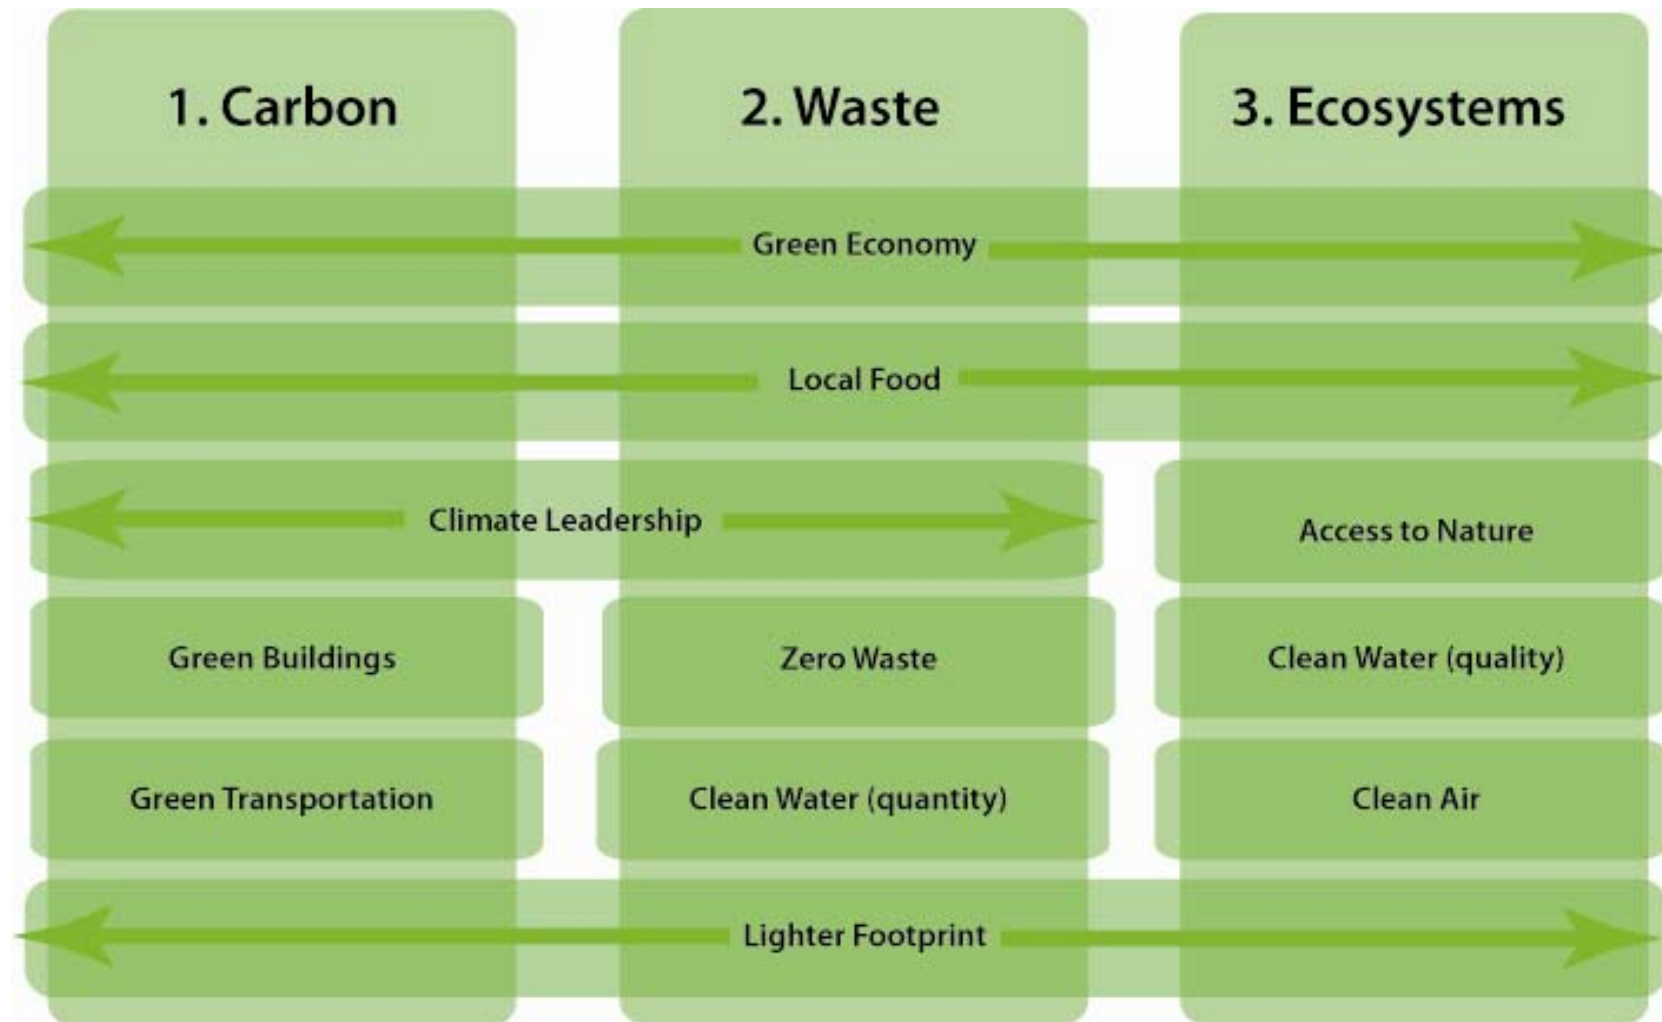 1. Carbon
2. Waste
3. Ecosystems
Green Economy
Local Food
Climate Leadership
Access to Nature
Green Buildings
Zero Waste
Clean Water (quality)
Green Transportation
Clean Water (quantity)
Clean Air
Lighter Footprint